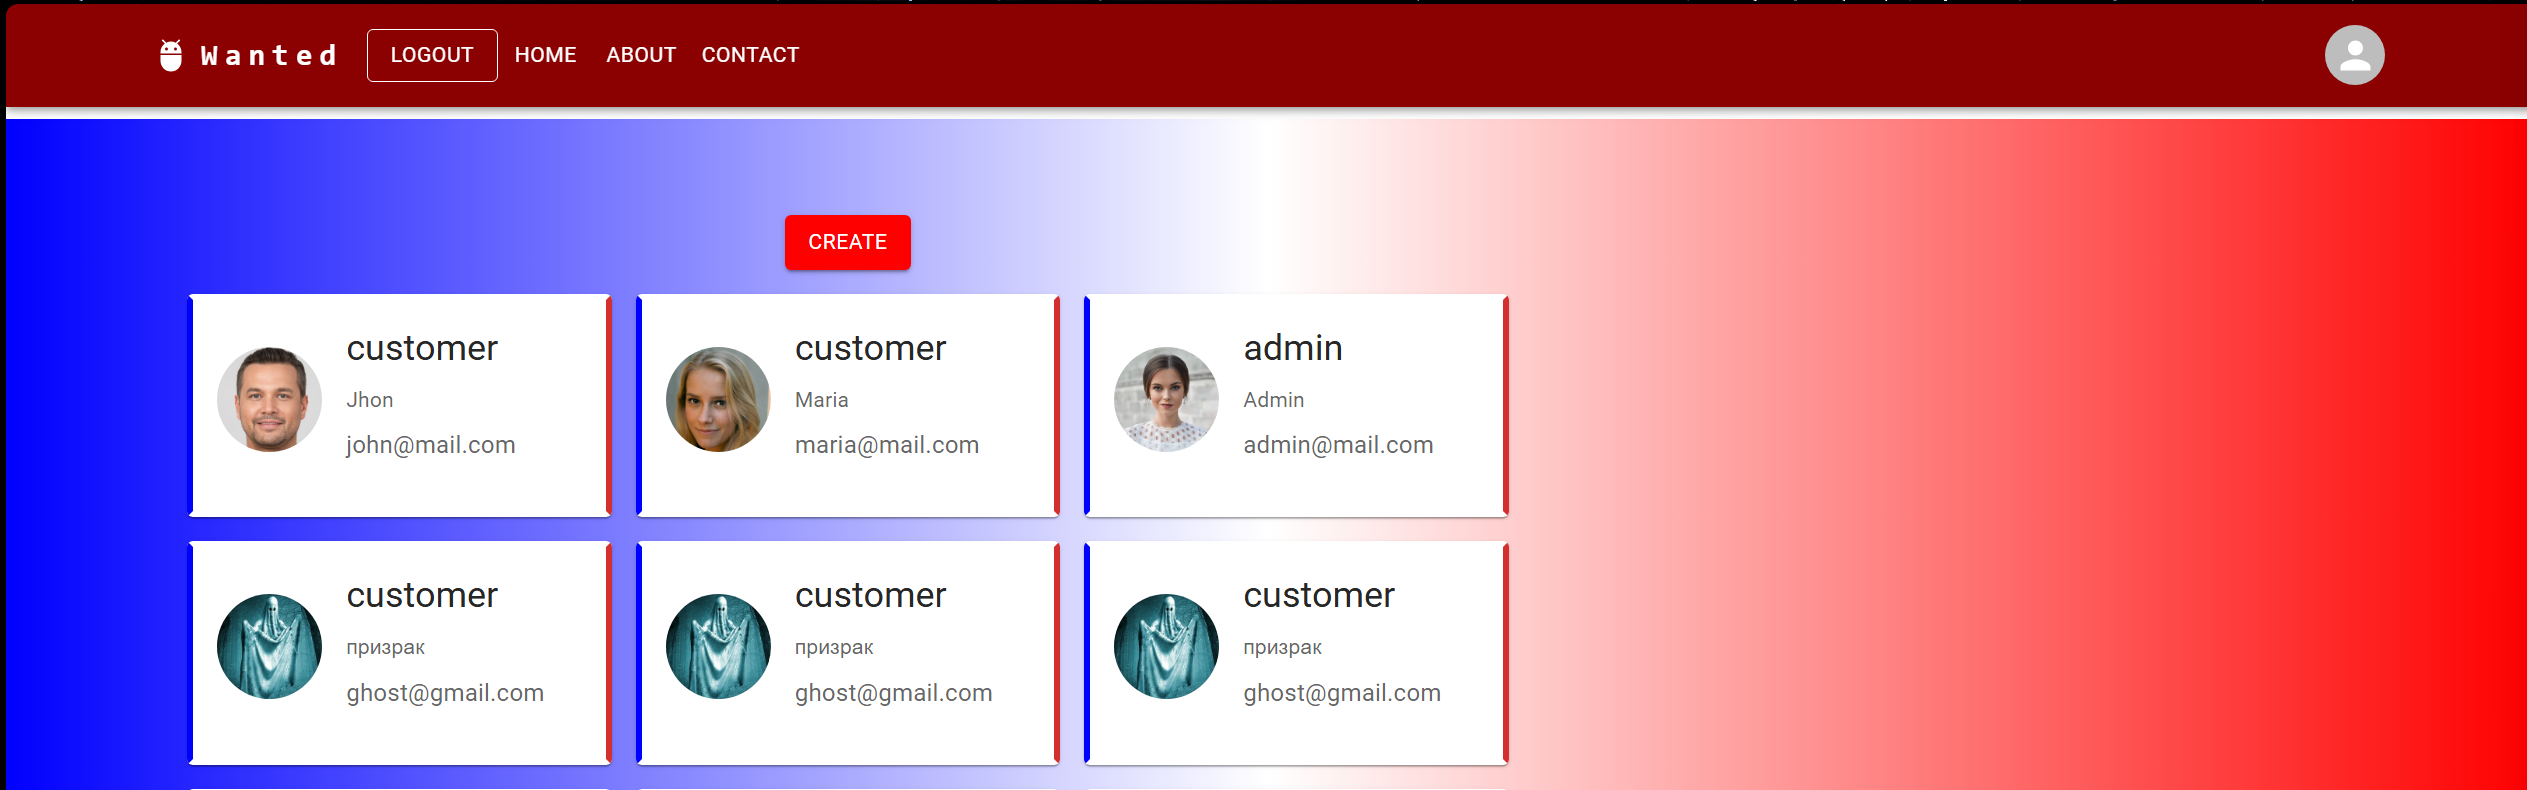 Wanted LOGOUT HOME ABOUT CONTACT
CREATE
customer
Jhon
john@mail.com
customer
Maria
maria@mail.com
admin
Admin
admin@mail.com
customer
призрак
ghost@gmail.com
customer
призрак
ghost@gmail.com
customer
призрак
ghost@gmail.com